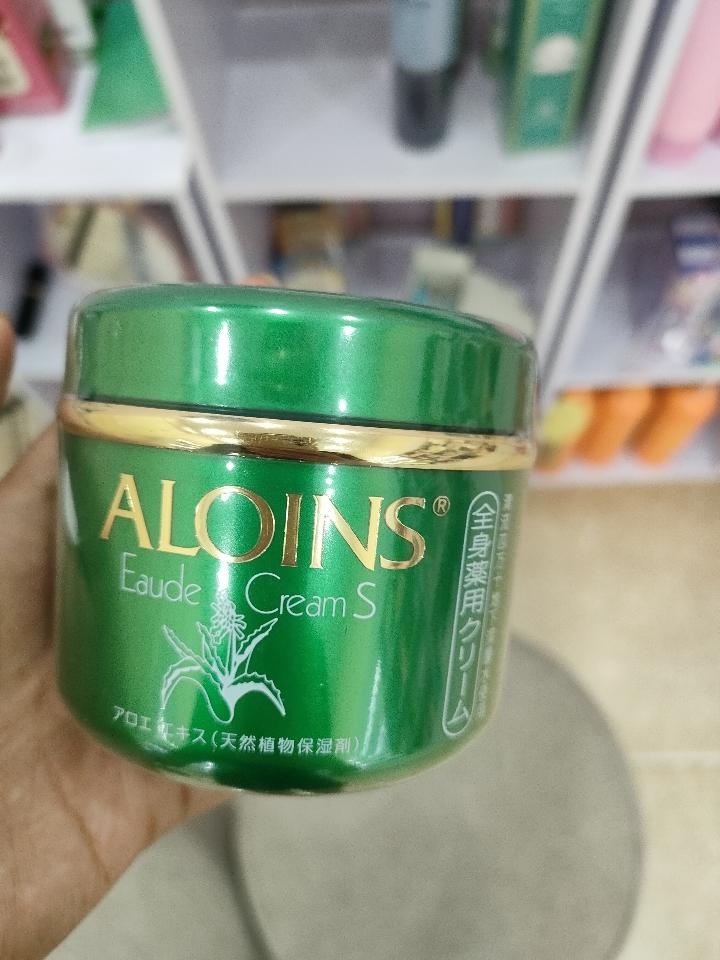 ALOINS®
Eaude Cream S
アロエ エキス(天然植物保湿剤)
全身薬用クリーム